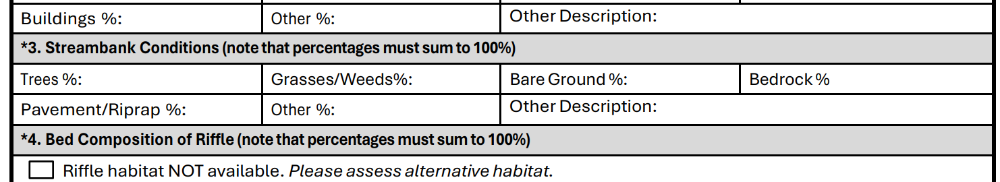 Buildings %: Other %: Other Description:
*3. Streambank Conditions (note that percentages must sum to 100%)
Trees %: Grasses/Weeds%: Bare Ground %: Bedrock %
Pavement/Riprap %: Other %: Other Description:
*4. Bed Composition of Riffle (note that percentages must sum to 100%)
Riffle habitat NOT available. Please assess alternative habitat.